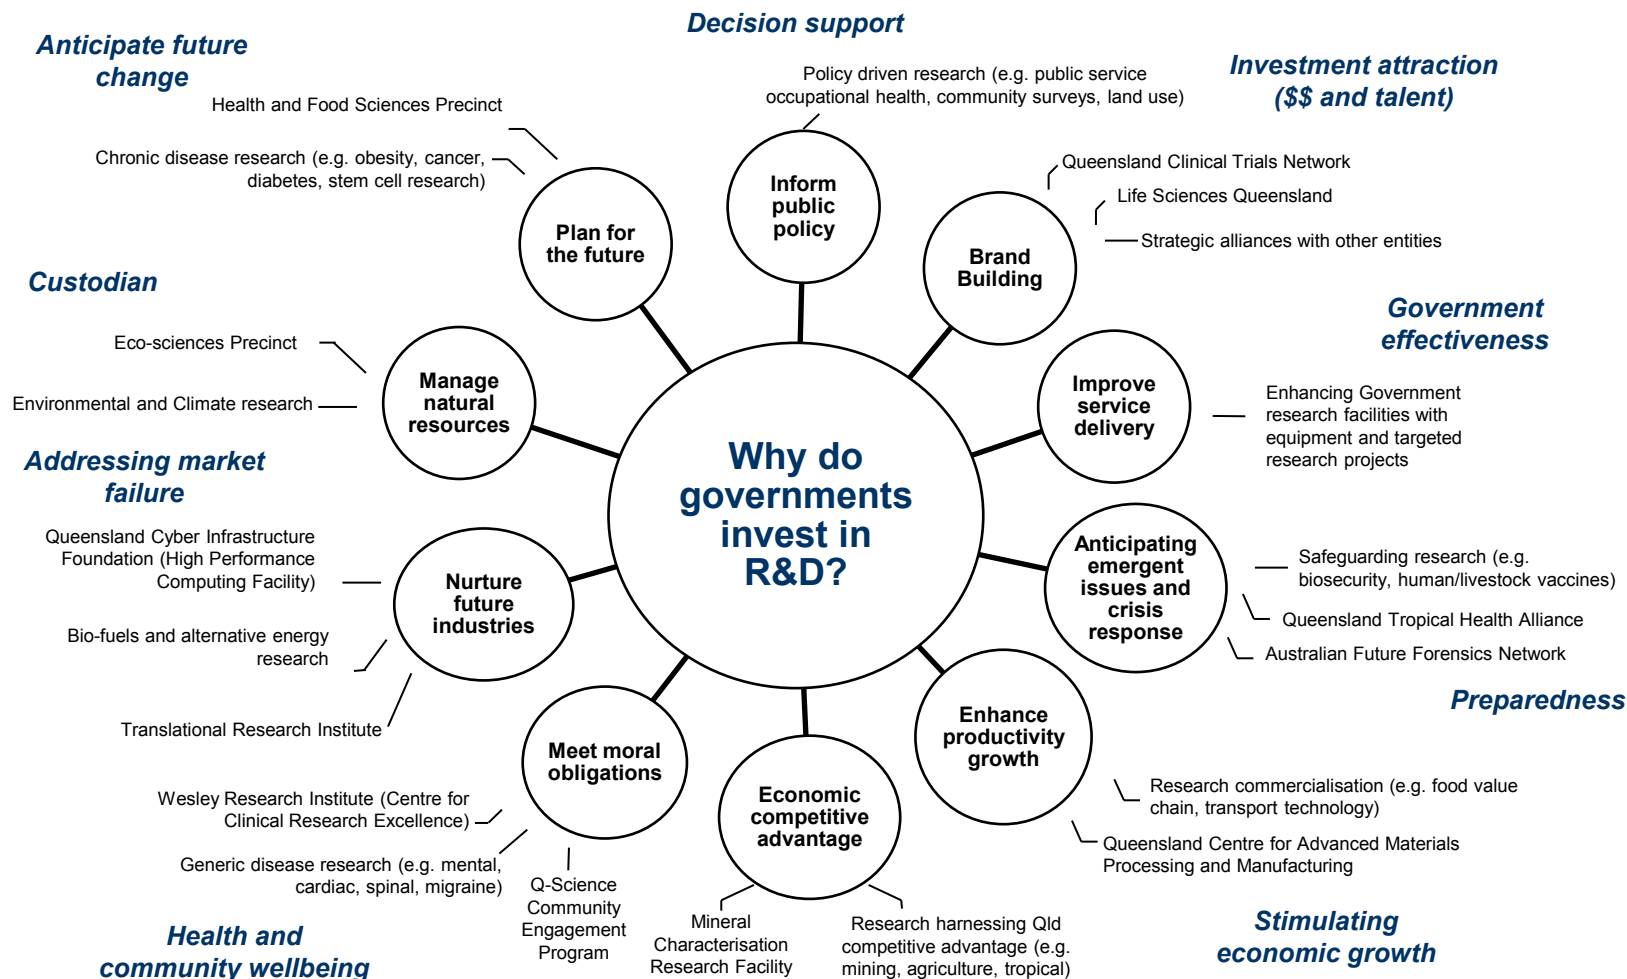 Decision support
Anticipate future
change
Policy driven research (e.g. public service
occupational health, community surveys, land use)
Investment attraction
($$ and talent)
Health and Food Sciences Precinct
Chronic disease research (e.g. obesity, cancer,
diabetes, stem cell research)
Plan for
the future
Inform
public
policy
Brand
Building
Queensland Clinical Trials Network
Life Sciences Queensland
Strategic alliances with other entities
Custodian
Eco-sciences Precinct
Environmental and Climate research
Manage
natural
resources
Government
effectiveness
Improve
service
delivery
Enhancing Government
research facilities with
equipment and targeted
research projects
Why do
governments
invest in
R&D?
Addressing market
failure
Queensland Cyber Infrastructure
Foundation (High Performance
Computing Facility)
Bio-fuels and alternative energy
research
Translational Research Institute
Nurture
future
industries
Anticipating
emergent
issues and
crisis
response
Safeguarding research (e.g.
biosecurity, human/livestock vaccines)
Queensland Tropical Health Alliance
Australian Future Forensics Network
Preparedness
Meet moral
obligations
Wesley Research Institute (Centre for
Clinical Research Excellence)
Generic disease research (e.g. mental,
cardiac, spinal, migraine)
Q-Science
Community
Engagement
Program
Health and
community wellbeing
Economic
competitive
advantage
Mineral
Characterisation
Research Facility
Research harnessing Qld
competitive advantage (e.g.
mining, agriculture, tropical)
Enhance
productivity
growth
Research commercialisation (e.g. food value
chain, transport technology)
Queensland Centre for Advanced Materials
Processing and Manufacturing
Stimulating
economic growth